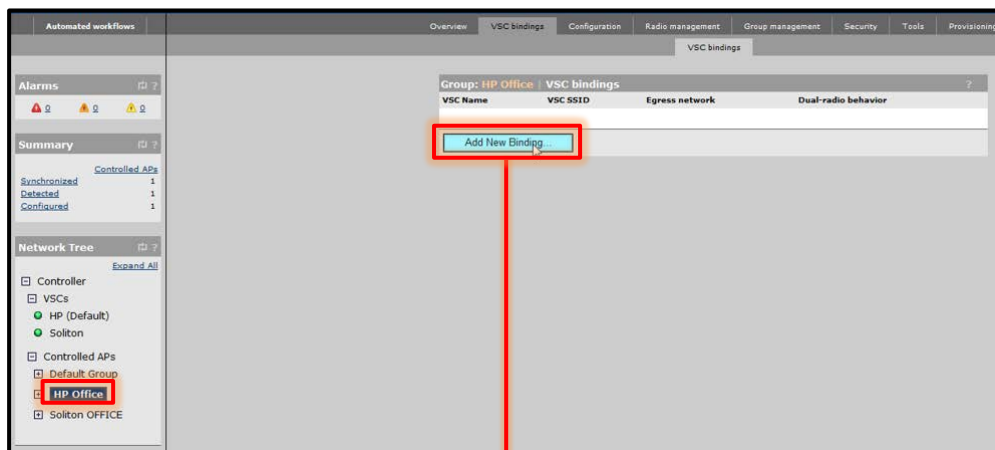 Automated workflows
Overview VSC bindings Configuration Radio management Group management Security Tools Provisioning
VSC bindings
Alarms ?
0 0 0
Group: HP Office | VSC bindings ?
VSC Name VSC SSID Egress network Dual-radio behavior
Add New Binding...
Summary ?
Controlled APs
Synchronized 1
Detected 1
Configured 1
Network Tree ?
Expand All
Controller
VSCs
HP (Default)
Soliton
Controlled APs
Default Group
HP Office
Soliton OFFICE